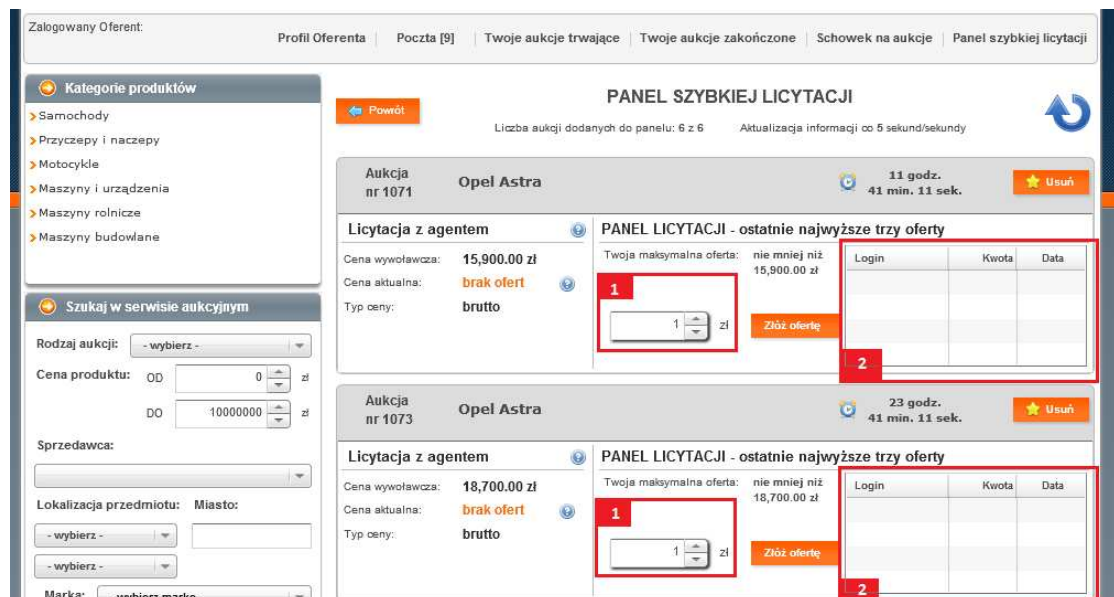 Zalogowany Oferent:
Profil Oferenta | Poczta [9] | Twoje aukcje trwające | Twoje aukcje zakończone | Schowek na aukcje | Panel szybkiej licytacji
Kategorie produktów
Samochody
Przyczepy i naczepy
Motocykle
Maszyny i urządzenia
Maszyny rolnicze
Maszyny budowlane
Szukaj w serwisie aukcyjnym
Rodzaj aukcji: - wybierz -
Cena produktu: OD 0 zł
DO 10000000 zł
Sprzedawca:
Lokalizacja przedmiotu: Miasto:
- wybierz -
- wybierz -
Marka: - wybierz markę
Powrót
PANEL SZYBKIEJ LICYTACJI
Liczba aukcji dodanych do panelu: 6 z 6 Aktualizacja informacji co 5 sekund/sekundy
Aukcja
nr 1071
Opel Astra
11 godz.
41 min. 11 sek.
Usuń
Licytacja z agentem
Cena wywoławcza: 15,900.00 zł
Cena aktualna: brak ofert
Typ ceny: brutto
PANEL LICYTACJI - ostatnie najwyższe trzy oferty
Twoja maksymalna oferta: nie mniej niż
15,900.00 zł
1
1 zł
Złóż ofertę
Login Kwota Data
2
Aukcja
nr 1073
Opel Astra
23 godz.
41 min. 11 sek.
Usuń
Licytacja z agentem
Cena wywoławcza: 18,700.00 zł
Cena aktualna: brak ofert
Typ ceny: brutto
PANEL LICYTACJI - ostatnie najwyższe trzy oferty
Twoja maksymalna oferta: nie mniej niż
18,700.00 zł
1
1 zł
Złóż ofertę
Login Kwota Data
2